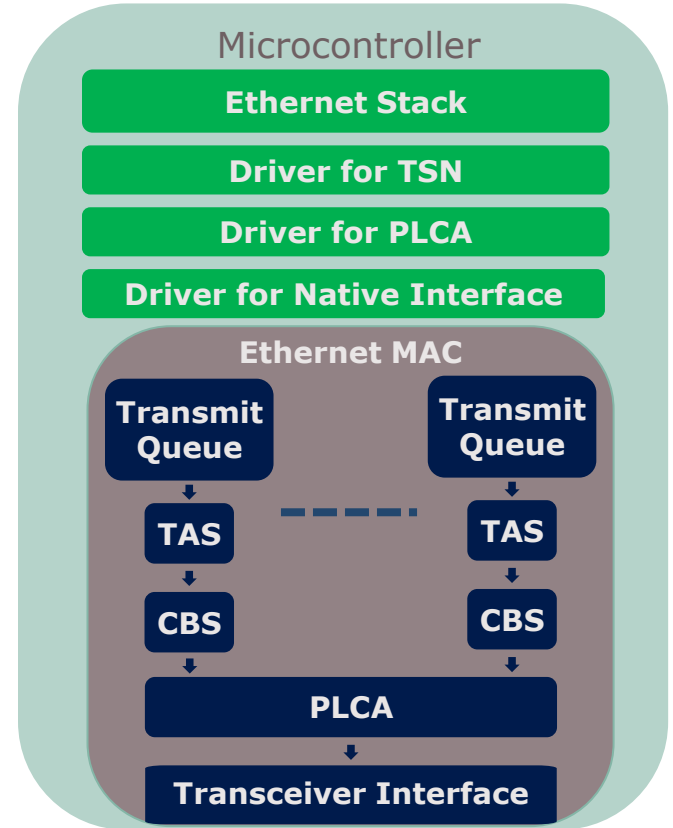 Microcontroller
Ethernet Stack
Driver for TSN
Driver for PLCA
Driver for Native Interface
Ethernet MAC
Transmit
Queue
Transmit
Queue
TAS
TAS
CBS
CBS
PLCA
Transceiver Interface